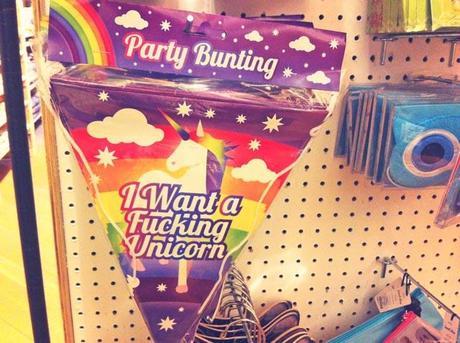 Party Bunting
I Want a
Fucking
Unicorn